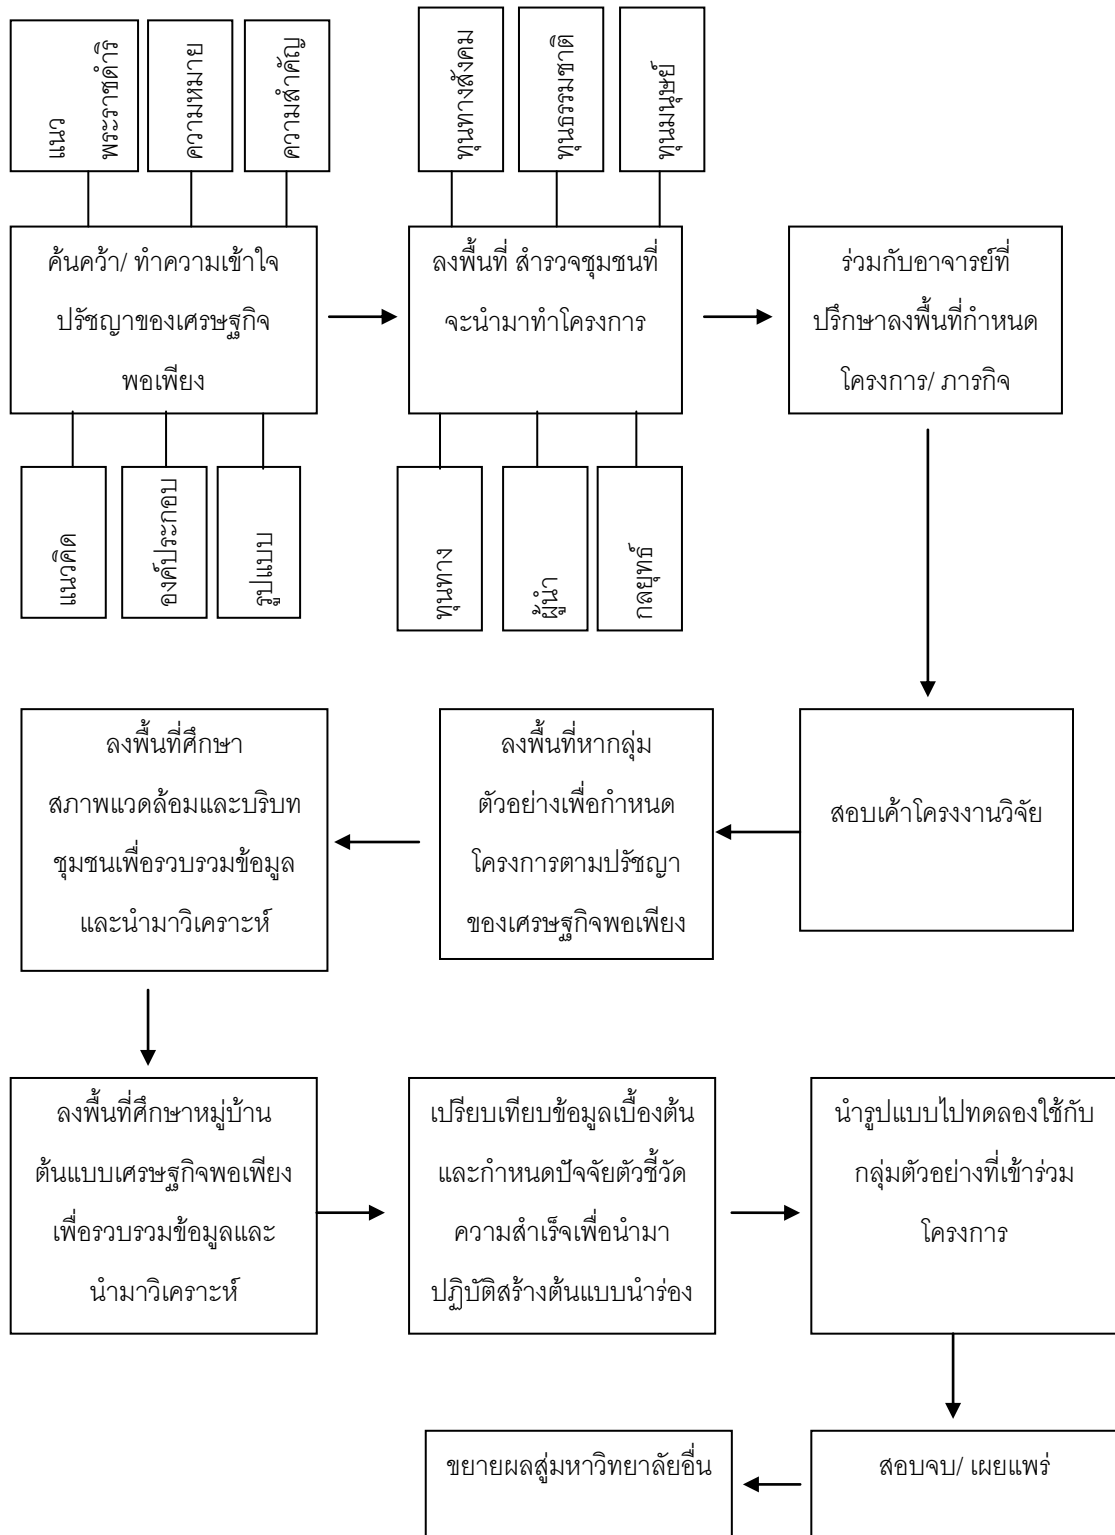 แนว
พระราชดำริ
ความหมาย
ความสำคัญ
ทุนทางสังคม
ทุนธรรมชาติ
ทุนมนุษย์
ค้นคว้า/ ทำความเข้าใจ
ปรัชญาของเศรษฐกิจ
พอเพียง
ลงพื้นที่ สำรวจชุมชนที่
จะนำมาทำโครงการ
ร่วมกับอาจารย์ที่
ปรึกษาลงพื้นที่กำหนด
โครงการ/ ภารกิจ
แนวคิด
องค์ประกอบ
รูปแบบ
ทุนทาง
ผู้นำ
กลยุทธ์
ลงพื้นที่ศึกษา
สภาพแวดล้อมและบริบท
ชุมชนเพื่อรวบรวมข้อมูล
และนำมาวิเคราะห์
ลงพื้นที่หากลุ่ม
ตัวอย่างเพื่อกำหนด
โครงการตามปรัชญา
ของเศรษฐกิจพอเพียง
สอบเค้าโครงงานวิจัย
ลงพื้นที่ศึกษาหมู่บ้าน
ต้นแบบเศรษฐกิจพอเพียง
เพื่อรวบรวมข้อมูลและ
นำมาวิเคราะห์
เปรียบเทียบข้อมูลเบื้องต้น
และกำหนดปัจจัยตัวชี้วัด
ความสำเร็จเพื่อนำมา
ปฏิบัติสร้างต้นแบบนำร่อง
นำรูปแบบไปทดลองใช้กับ
กลุ่มตัวอย่างที่เข้าร่วม
โครงการ
ขยายผลสู่มหาวิทยาลัยอื่น
สอบจบ/ เผยแพร่